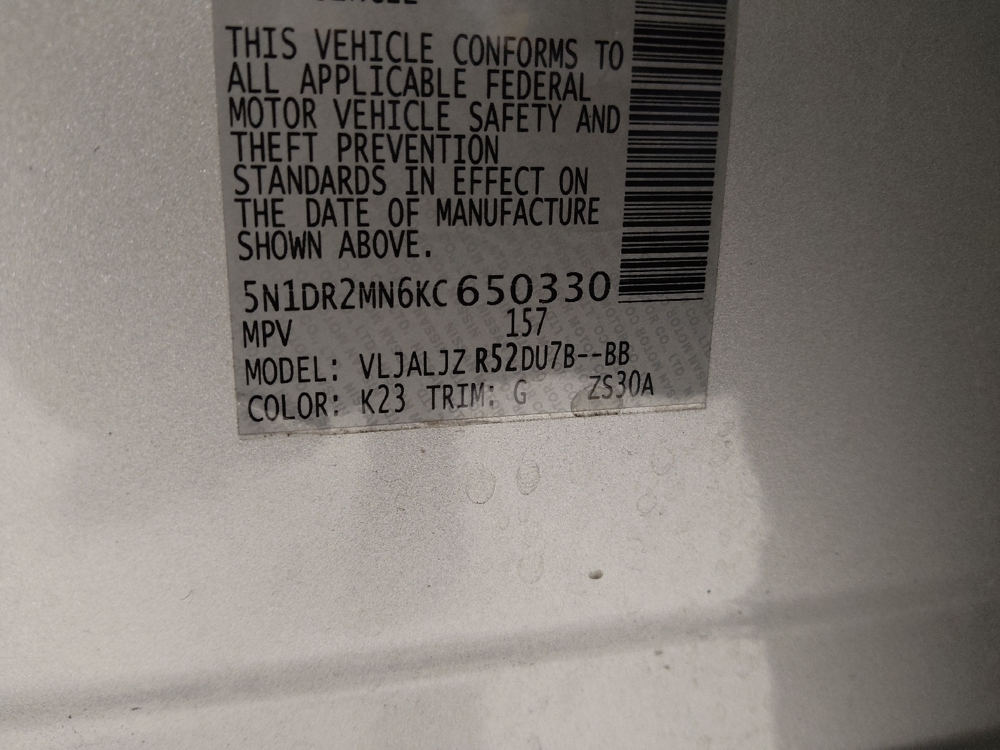 THIS VEHICLE CONFORMS TO
ALL APPLICABLE FEDERAL
MOTOR VEHICLE SAFETY AND
THEFT PREVENTION
STANDARDS IN EFFECT ON
THE DATE OF MANUFACTURE
SHOWN ABOVE.
5N1DR2MN6KC650330
MPV 157
MODEL: VLJALJZ R52DU7B--BB
COLOR: K23 TRIM: G ZS30A